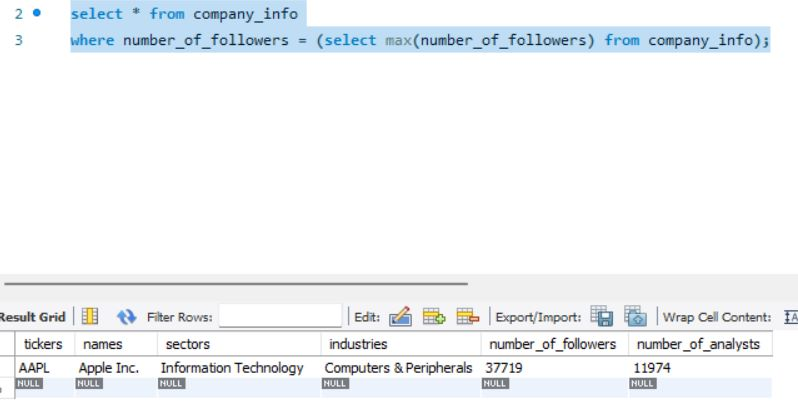 2 select * from company_info
3 where number_of_followers = (select max(number_of_followers) from company_info);
Result Grid Filter Rows: Edit: Export/Import: Wrap Cell Content:
tickers names sectors industries number_of_followers number_of_analysts
AAPL Apple Inc. Information Technology Computers & Peripherals 37719 11974
NULL NULL NULL NULL NULL NULL